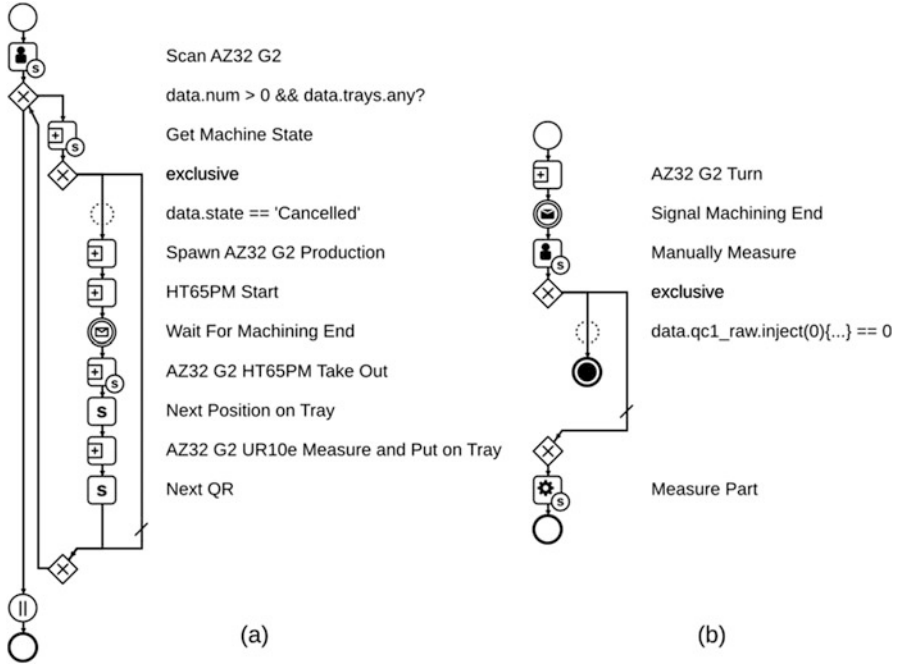 Scan AZ32 G2
data.num > 0 && data.trays.any?
Get Machine State
exclusive
data.state == 'Cancelled'
Spawn AZ32 G2 Production
HT65PM Start
Wait For Machining End
AZ32 G2 HT65PM Take Out
Next Position on Tray
AZ32 G2 UR10e Measure and Put on Tray
Next QR
(a)
AZ32 G2 Turn
Signal Machining End
Manually Measure
exclusive
data.qc1_raw.inject(0){...} == 0
Measure Part
(b)
S
S
S
S
S
S
S